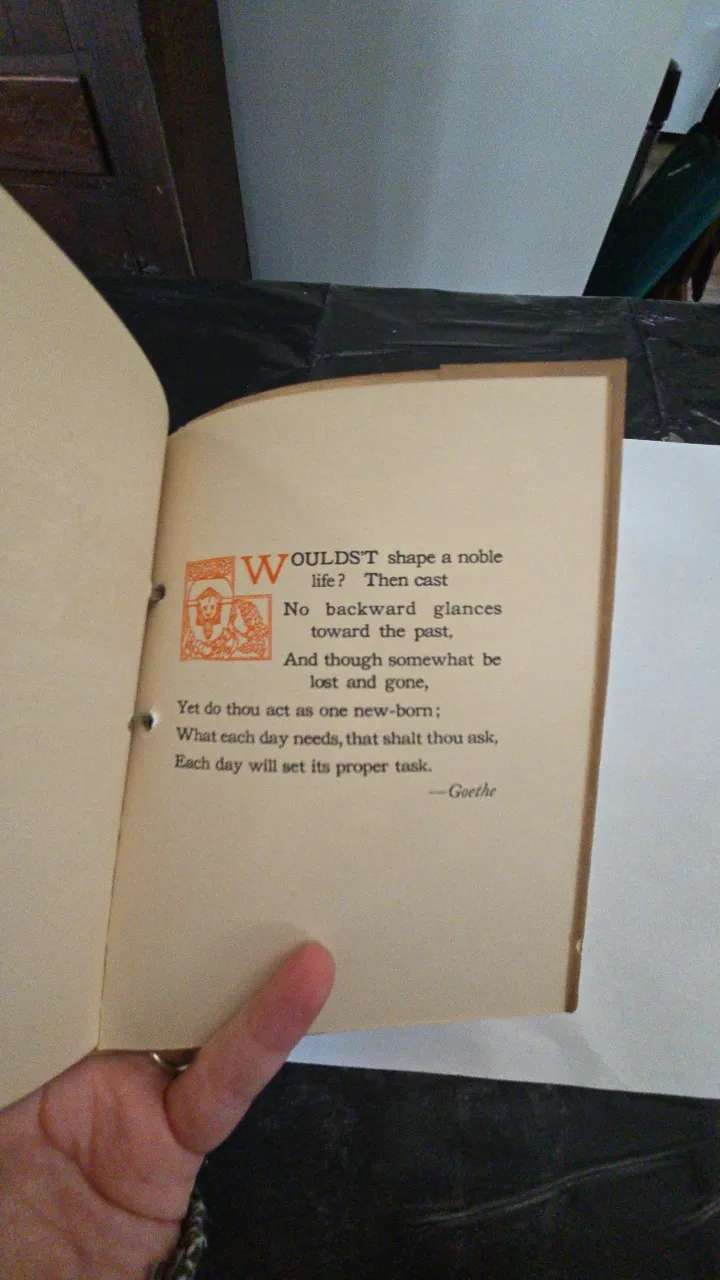 WOULDS'T shape a noble
life? Then cast
No backward glances
toward the past,
And though somewhat be
lost and gone,
Yet do thou act as one new-born;
What each day needs, that shalt thou ask,
Each day will set its proper task.
—Goethe